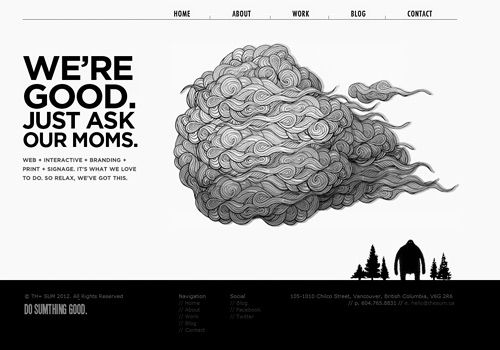 HOME ABOUT WORK BLOG CONTACT
WE'RE
GOOD.
JUST ASK
OUR MOMS.
WEB + INTERACTIVE + BRANDING +
PRINT + SIGNAGE. IT'S WHAT WE LOVE
TO DO. SO RELAX, WE'VE GOT THIS.
© TH+ SUM 2012. All Rights Reserved
DO SUMTHING GOOD.
Navigation
// Home
// About
// Work
// Blog
// Contact
Social
// Blog
// Facebook
// Twitter
105-1810 Chilco Street, Vancouver, British Columbia, V6G 2R6
// p. 604.765.8831 // e. hello@thesum.ca